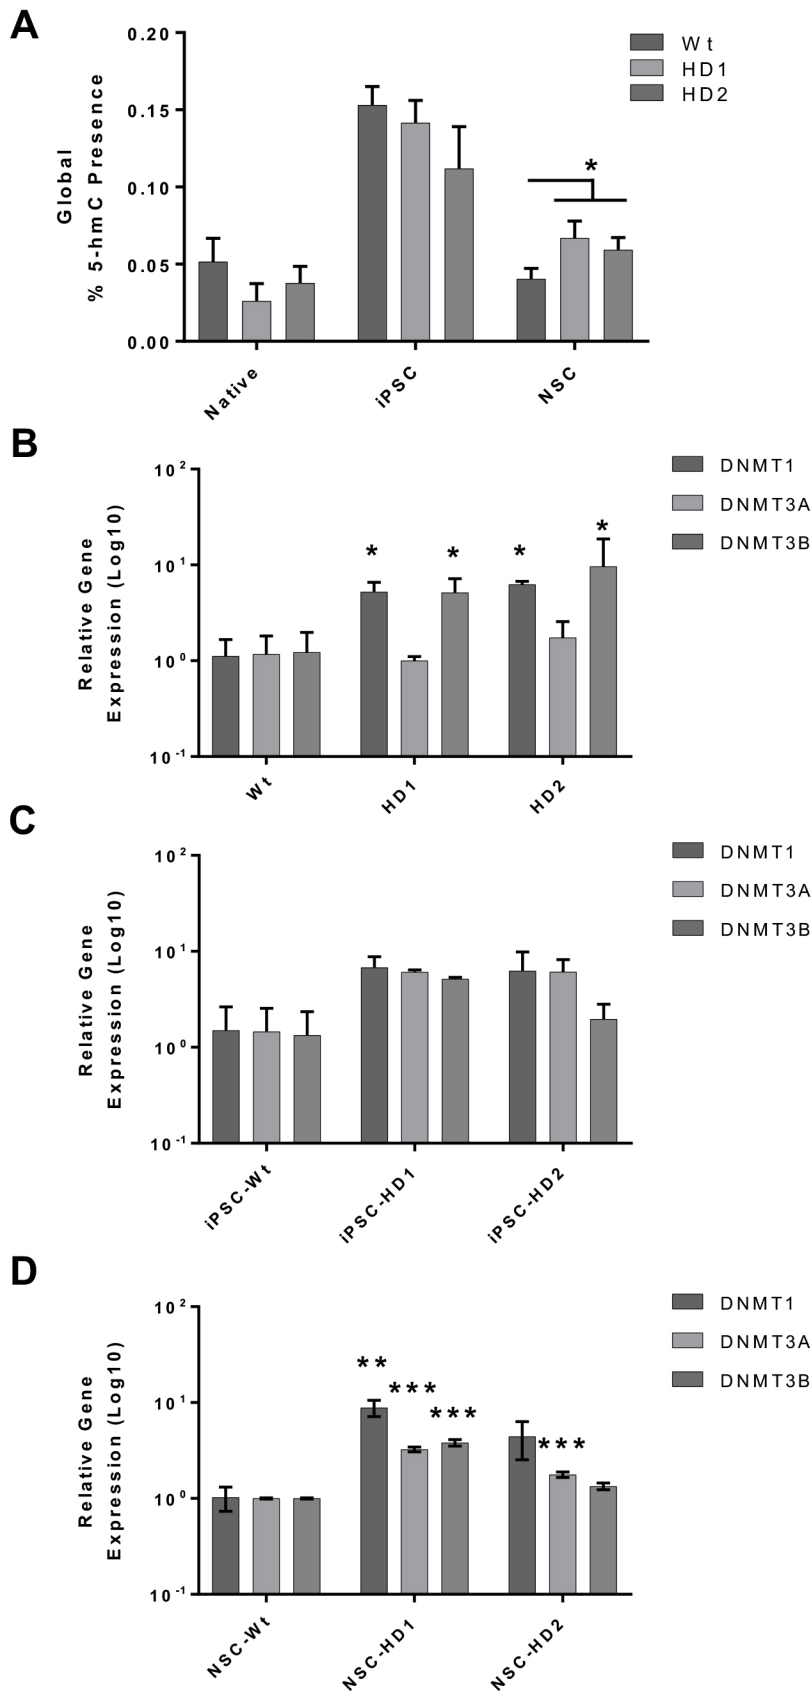 A
Global
% 5-hmC Presence
0.20
0.15
0.10
0.05
0.00
*
Wt
HD1
HD2
Native
iPSC
NSC
B
Relative Gene
Expression (Log10)
10²
10¹
10⁰
10⁻¹
* * * *
DNMT1
DNMT3A
DNMT3B
Wt
HD1
HD2
C
Relative Gene
Expression (Log10)
10²
10¹
10⁰
10⁻¹
DNMT1
DNMT3A
DNMT3B
iPSC-Wt
iPSC-HD1
iPSC-HD2
D
Relative Gene
Expression (Log10)
10²
10¹
10⁰
10⁻¹
**
***
***
***
DNMT1
DNMT3A
DNMT3B
NSC-Wt
NSC-HD1
NSC-HD2